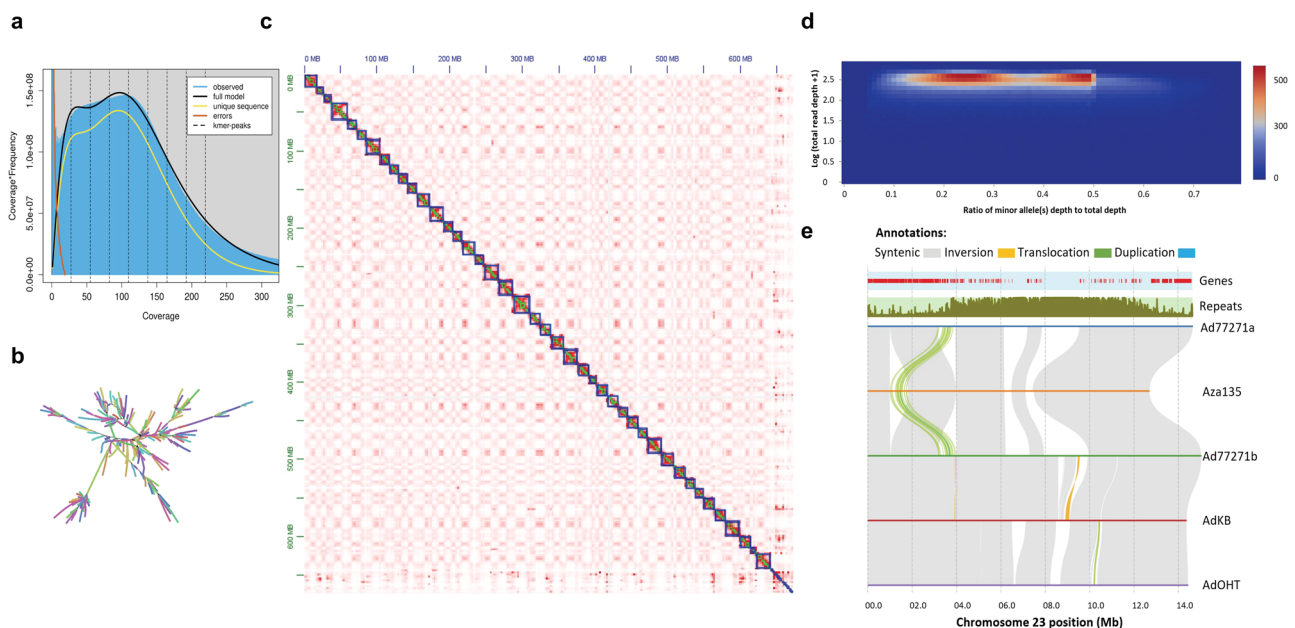 a
1.5e-08
1.0e+08
5.0e+07
0.0e+00
Coverage*Frequency
observed
full model
unique sequence
errors
kmer-peaks
0 50 100 150 200 250 300
Coverage
b
c
0 MB 100 MB 200 MB 300 MB 400 MB 500 MB 600 MB
0 MB
100 MB
200 MB
300 MB
400 MB
500 MB
600 MB
d
Log (total read depth +1)
3.0
2.5
2.0
1.5
1.0
0.5
0
0 0.1 0.2 0.3 0.4 0.5 0.6 0.7
Ratio of minor allele(s) depth to total depth
500
300
0
e
Annotations:
Syntenic Inversion Translocation Duplication
Genes
Repeats
Ad77271a
Aza135
Ad77271b
AdKB
AdOHT
00.0 02.0 04.0 06.0 08.0 10.0 12.0 14.0
Chromosome 23 position (Mb)